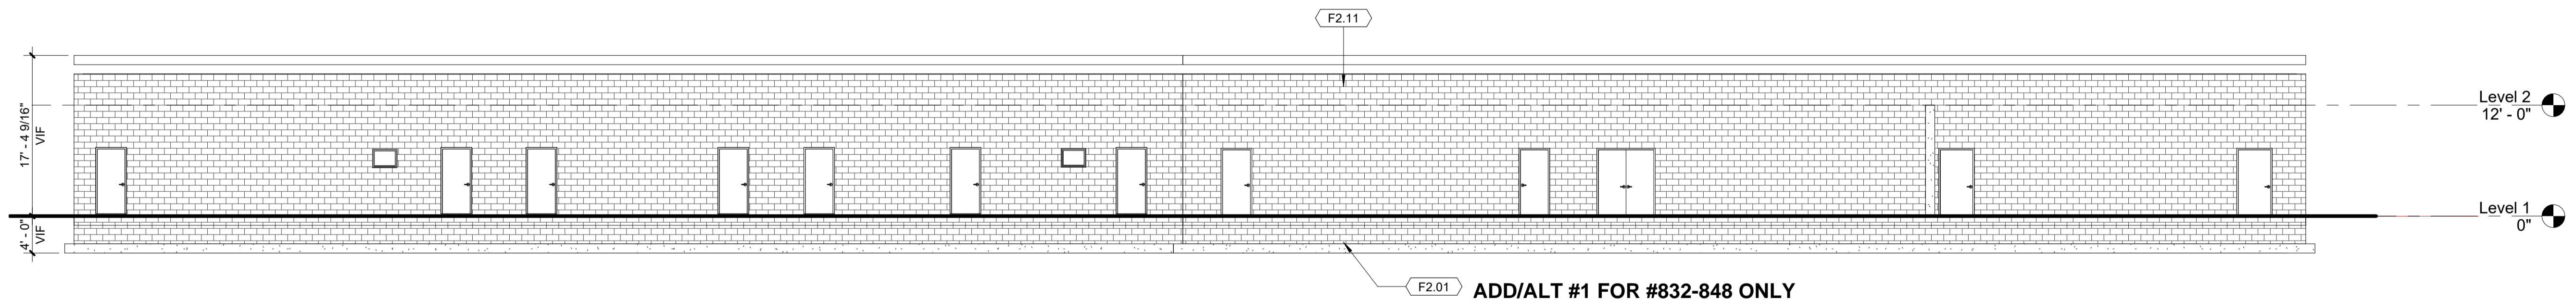 F2.11
17' - 4 9/16"
VIF
Level 2
12' - 0"
4' - 0"
VIF
Level 1
0"
F2.01
ADD/ALT #1 FOR #832-848 ONLY